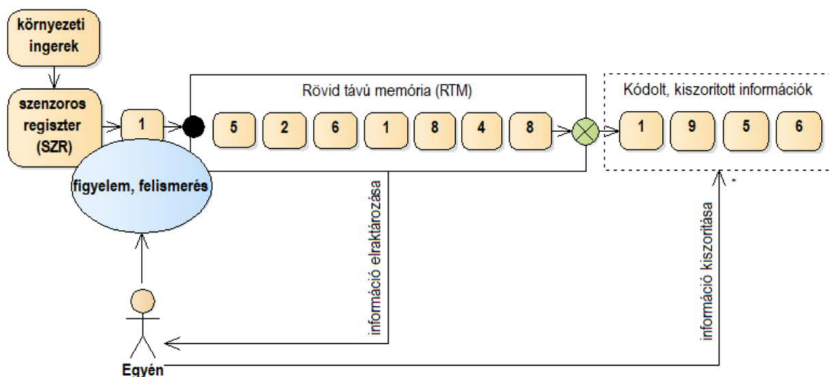 környezeti
ingerek
szenzoros
regiszter
(SZR)
1
figyelem, felismerés
Rövid távú memória (RTM)
5 2 6 1 8 4 8
Kódolt, kiszorított információk
1 9 5 6
információ elraktározása
információ kiszorítása
*
Egyén